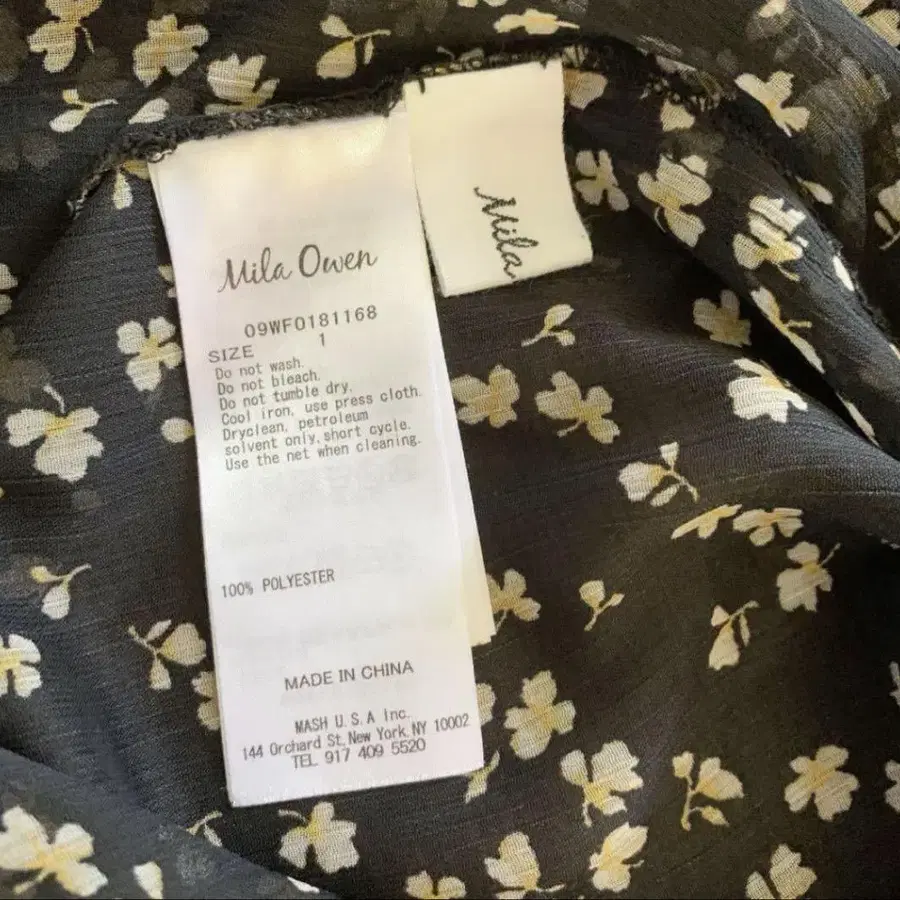 Mila Owen
09WF0181168
SIZE 1
Do not wash.
Do not bleach.
Do not tumble dry.
Cool iron, use press cloth.
Dryclean, petroleum
solvent only, short cycle.
Use the net when cleaning.
100% POLYESTER
MADE IN CHINA
MASH U.S.A Inc.
144 Orchard St, New York, NY 10002
TEL 917 409 5520
Mila